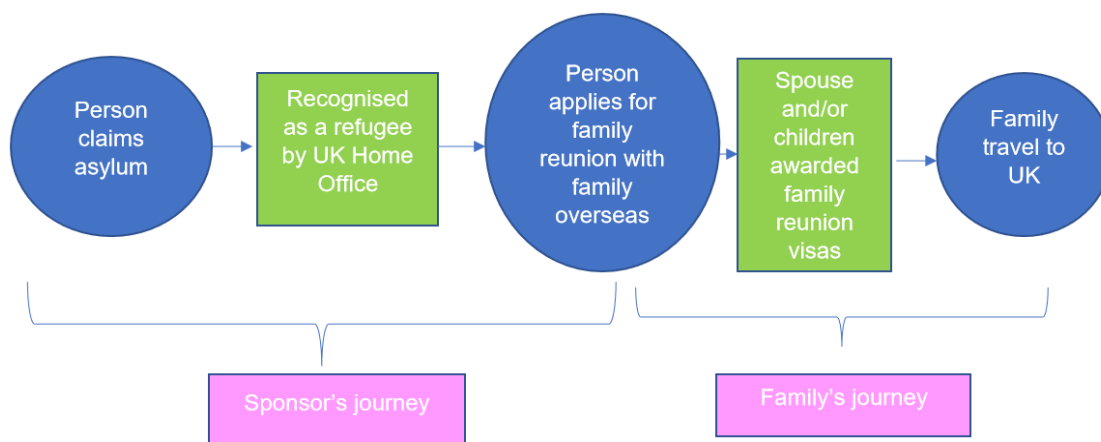 Person
claims
asylum
Recognised
as a refugee
by UK Home
Office
Person
applies for
family
reunion with
family
overseas
Spouse
and/or
children
awarded
family
reunion
visas
Family
travel to
UK
Sponsor's journey
Family's journey